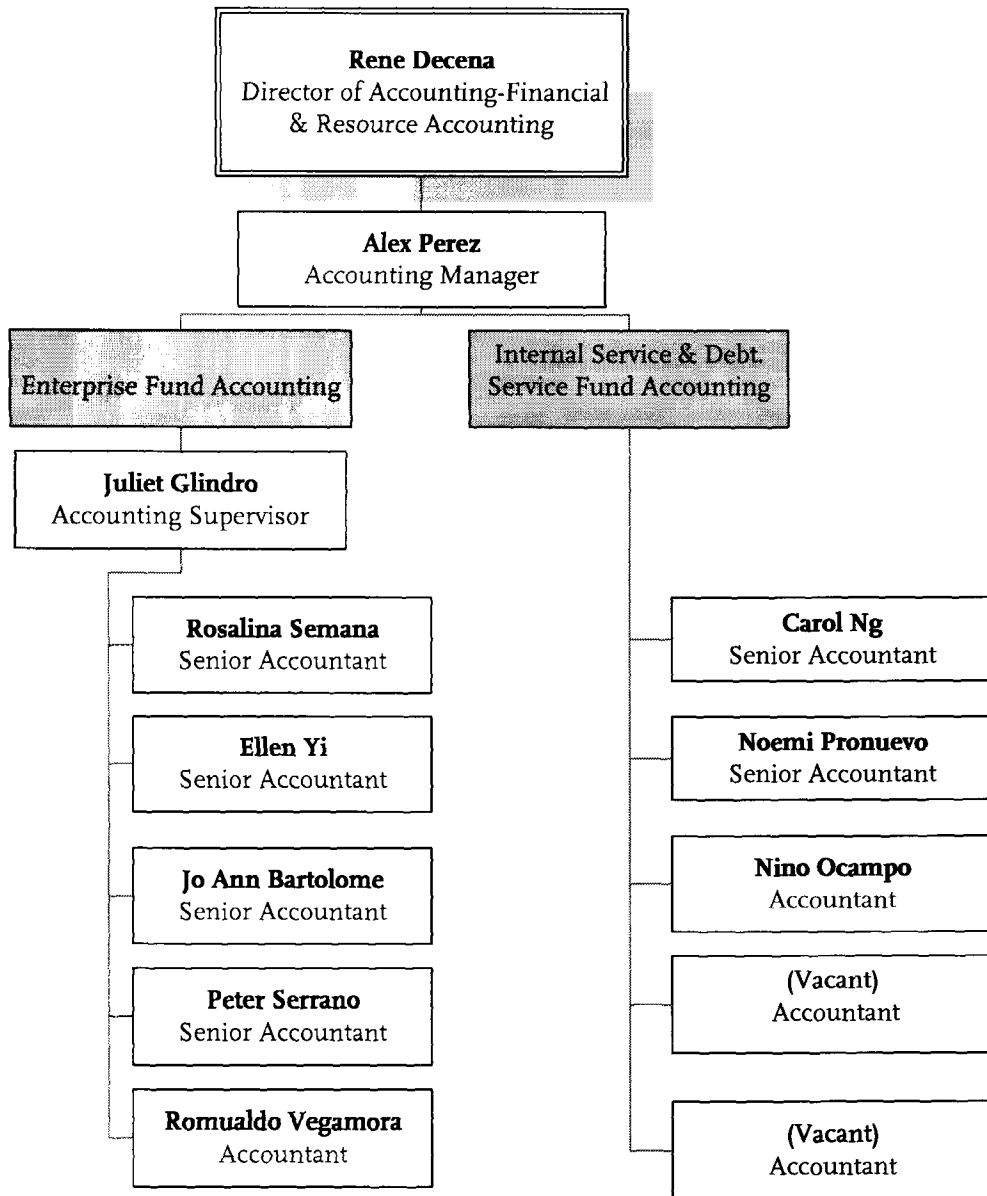 Rene Decena
Director of Accounting-Financial
& Resource Accounting
Alex Perez
Accounting Manager
Enterprise Fund Accounting
Internal Service & Debt.
Service Fund Accounting
Juliet Glindro
Accounting Supervisor
Rosalina Semana
Senior Accountant
Ellen Yi
Senior Accountant
Jo Ann Bartolome
Senior Accountant
Peter Serrano
Senior Accountant
Romualdo Vegamora
Accountant
Carol Ng
Senior Accountant
Noemi Pronuevo
Senior Accountant
Nino Ocampo
Accountant
(Vacant)
Accountant
(Vacant)
Accountant